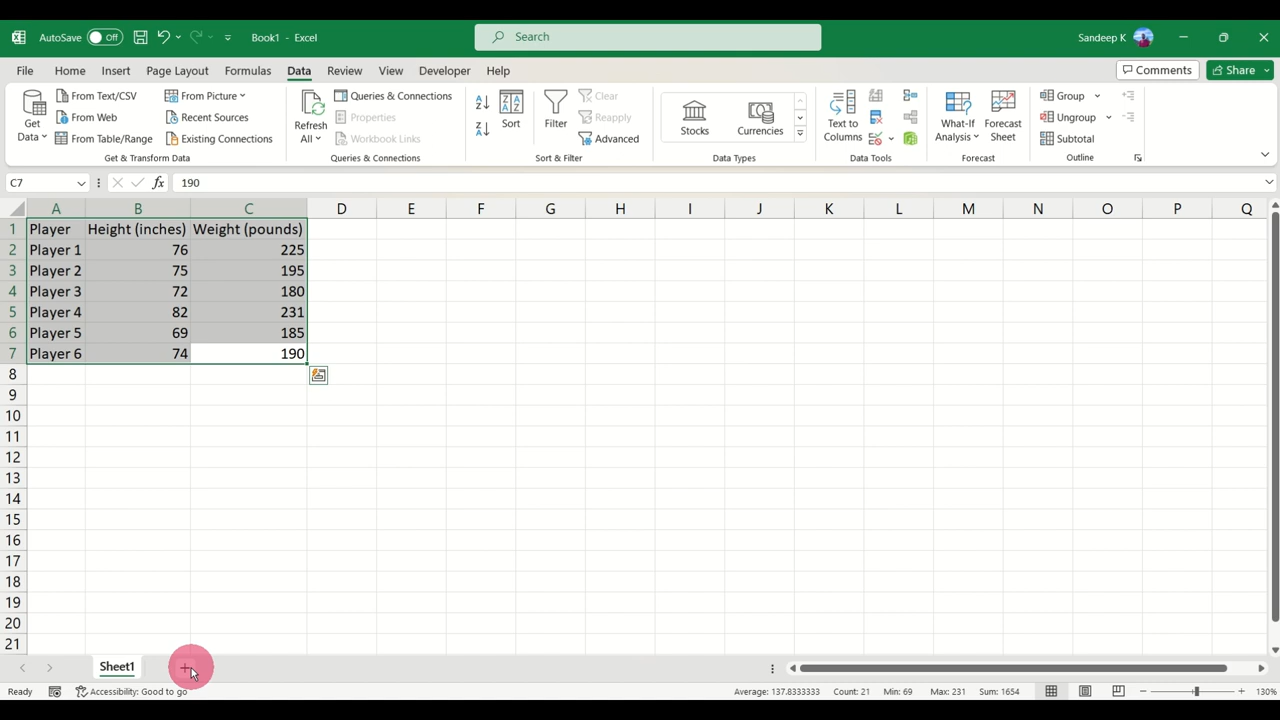 AutoSave Off Book1 - Excel Search Sandeep K
File Home Insert Page Layout Formulas Data Review View Developer Help Comments Share
Get Data
From Text/CSV
From Web
From Table/Range
From Picture
Recent Sources
Existing Connections
Get & Transform Data
Refresh All
Queries & Connections
Properties
Workbook Links
Queries & Connections
Sort
Filter
Clear
Reapply
Advanced
Sort & Filter
Stocks
Currencies
Data Types
Text to Columns
Data Tools
What-If Analysis
Forecast Sheet
Forecast
Group
Ungroup
Subtotal
Outline
C7 fx 190
A B C D E F G H I J K L M N O P Q
1 Player Height (inches) Weight (pounds)
2 Player 1 76 225
3 Player 2 75 195
4 Player 3 72 180
5 Player 4 82 231
6 Player 5 69 185
7 Player 6 74 190
8
9
10
11
12
13
14
15
16
17
18
19
20
21
Sheet1
Ready Accessibility: Good to go Average: 137.8333333 Count: 21 Min: 69 Max: 231 Sum: 1654 130%